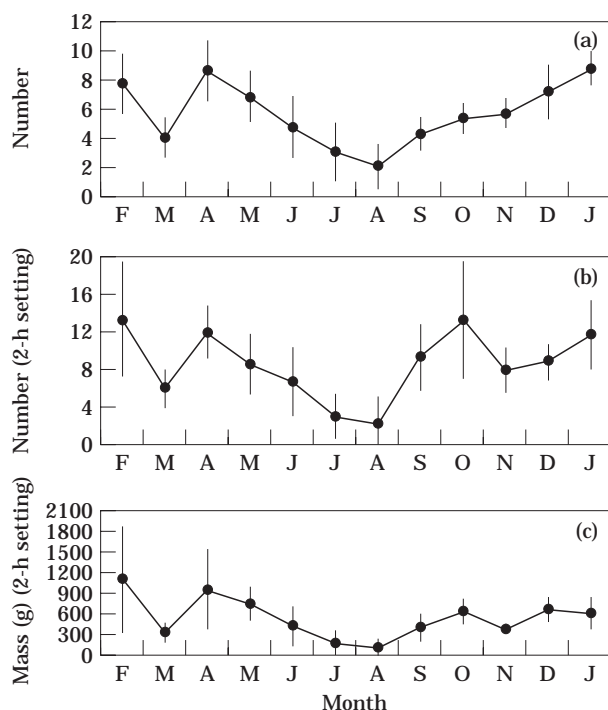 12
10
8
6
4
2
0
Number
(a)
F M A M J J A S O N D J
20
16
12
8
4
0
Number (2-h setting)
(b)
F M A M J J A S O N D J
2100
1800
1500
1200
900
600
300
0
Mass (g) (2-h setting)
(c)
F M A M J J A S O N D J
Month